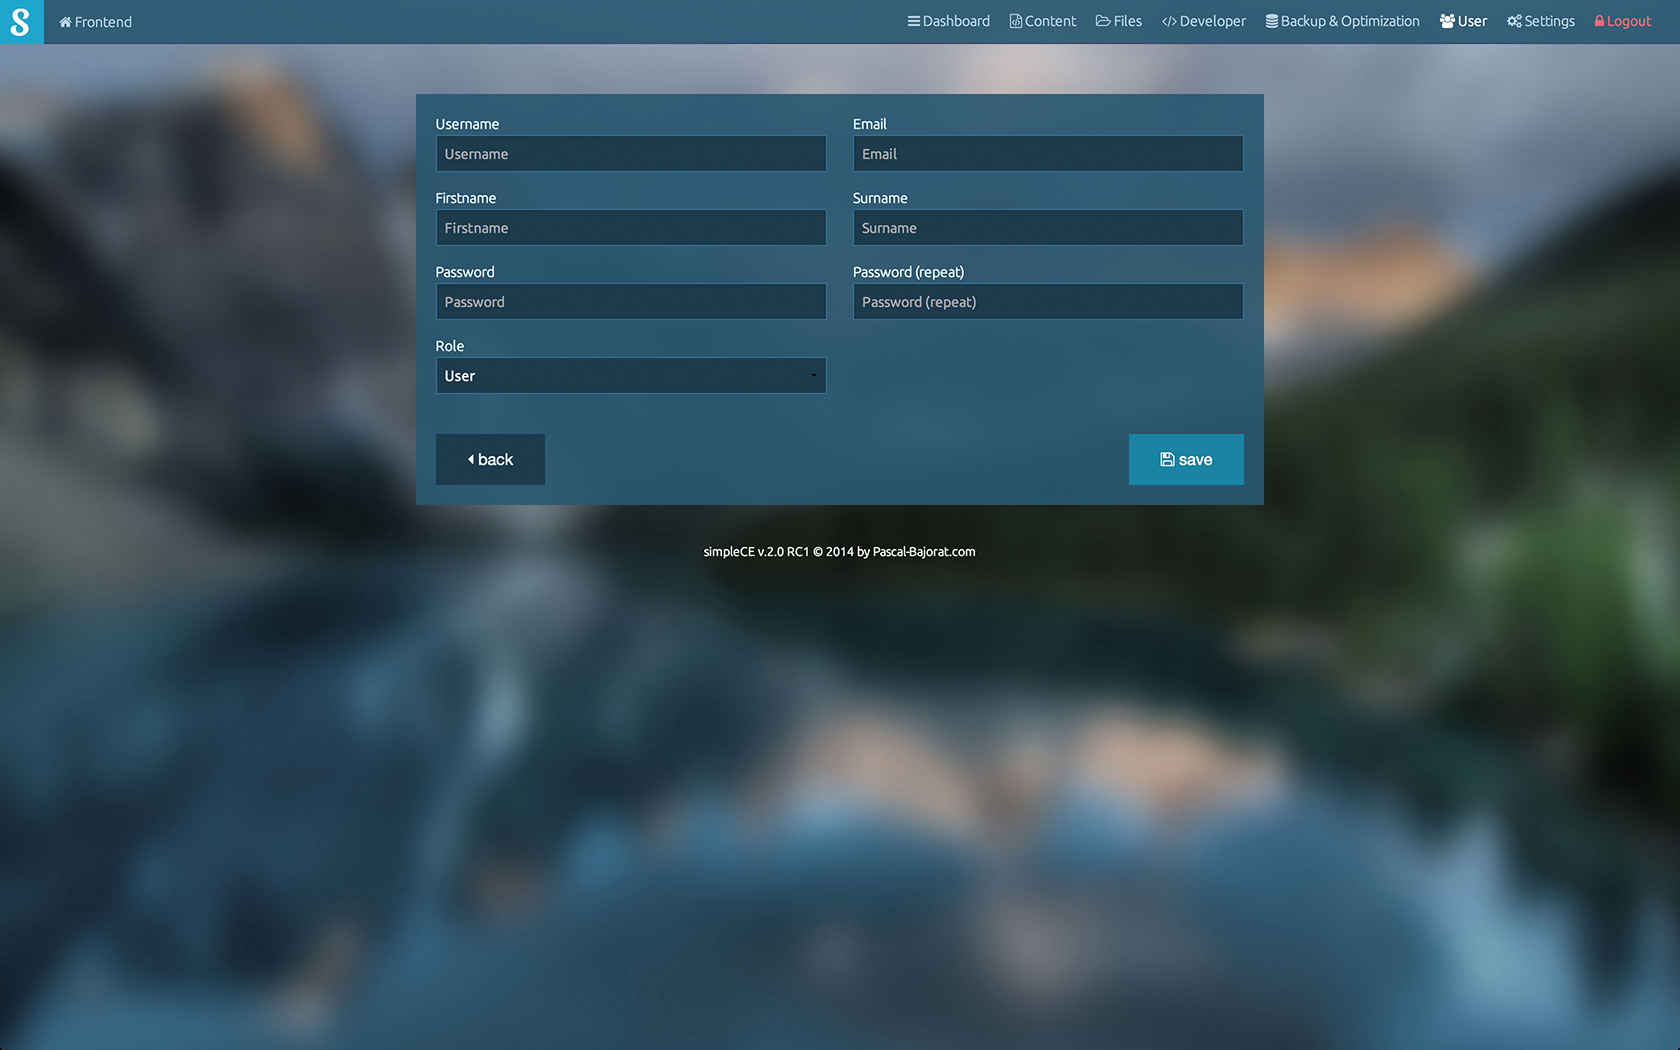 S Frontend Dashboard Content Files Developer Backup & Optimization User Settings Logout
Username Email
Username Email
Firstname Surname
Firstname Surname
Password Password (repeat)
Password Password (repeat)
Role
User
back save
simpleCE v.2.0 RC1 © 2014 by Pascal-Bajorat.com